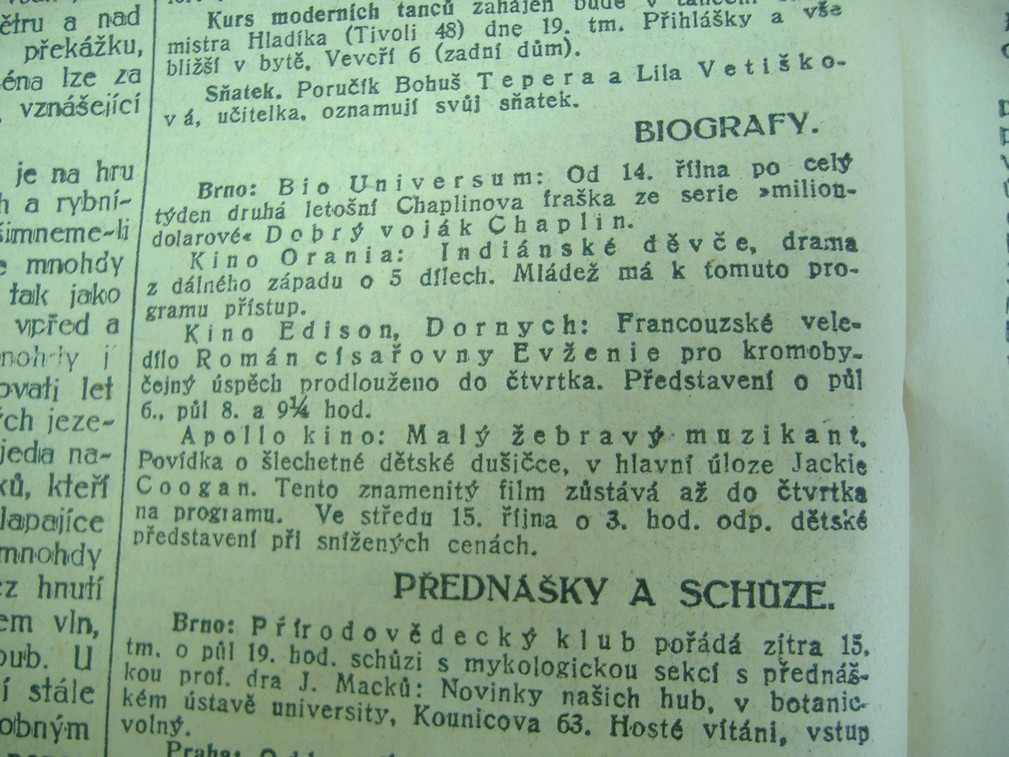 ětru a nad
překážku,
éna lze za
vznášející
je na hru
h a rybní-
šimneme-li
e mnohdy
tak jako
vpřed a
mnohdy jí
ovati let
ých jeze-
jedla na-
ků, kteří
lapajíce
mnohdy
z hnutí
em vln,
oub. U
í stále
obným
Kurs moderních tanců zahájen bude v
mistra Hladíka (Tivoli 48) dne 19. tm. Přihlášky a vše
bližší v bytě, Vevcří 6 (zadní dům).
Sňatek. Poručík Bohuš Tepera a Lila Vetiško-
vá, učitelka, oznamují svůj sňatek.
BIOGRAFY.
Brno: Bio Universum: Od 14. října po celý
týden druhá letošní Chaplinova fraška ze serie »milion-
dolarové« Dobrý voják Chaplin.
Kino Orania: Indiánské děvče, drama
z dálného západu o 5 dílech. Mládež má k tomuto pro-
gramu přístup.
Kino Edison, Dornych: Francouzské vele-
dílo Román císařovny Evženie pro kromoby-
čejný úspěch prodlouženo do čtvrtka. Představení o půl
6., půl 8. a 9¼ hod.
Apollo kino: Malý žebravý muzikant.
Povídka o šlechetné dětské dušičce, v hlavní úloze Jackie
Coogan. Tento znamenitý film zůstává až do čtvrtka
na programu. Ve středu 15. října o 3. hod. odp. dětské
představení při snížených cenách.
PŘEDNÁŠKY A SCHŮZE.
Brno: Přírodovědecký klub pořádá zítra 15.
tm. o půl 19. hod. schůzi s mykologickou sekcí s přednáš-
kou prof. dra J. Macků: Novinky našich hub, v botanic-
kém ústavě university, Kounicova 63. Hosté vítáni, vstup
volný.
Praha: